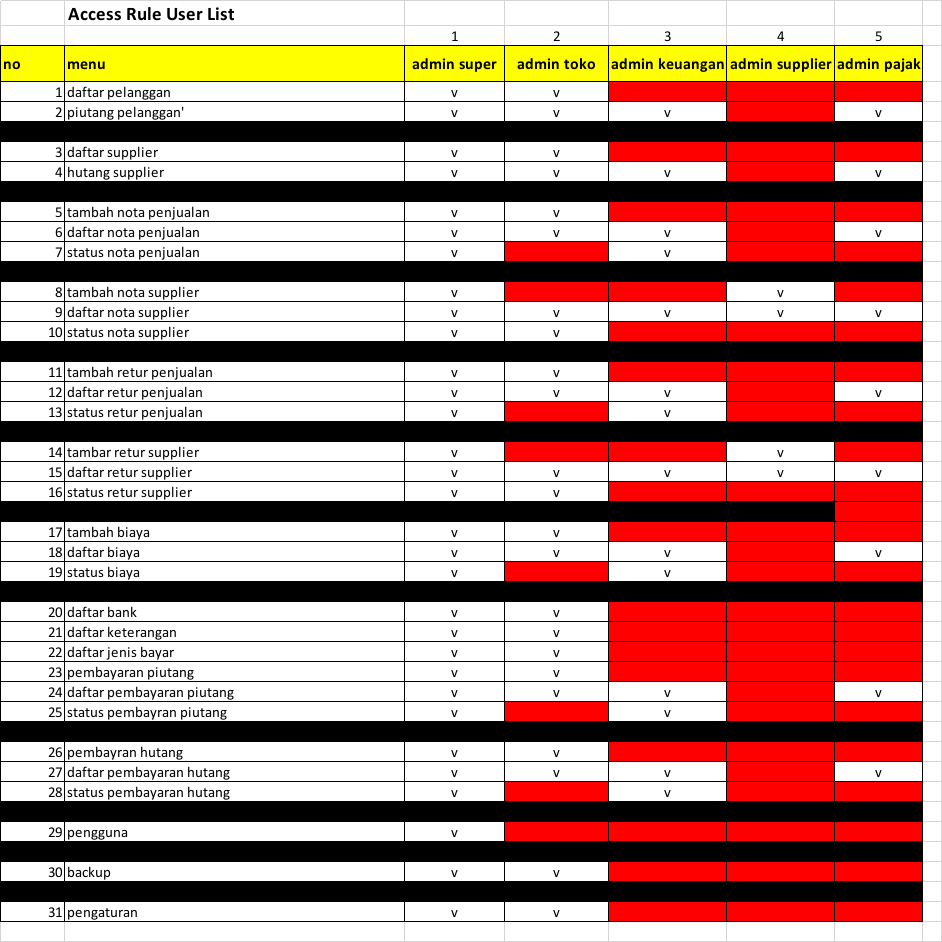 Access Rule User List
1 2 3 4 5
no menu admin super admin toko admin keuangan admin supplier admin pajak
1 daftar pelanggan v v
2 piutang pelanggan' v v v v
3 daftar supplier v v
4 hutang supplier v v v v
5 tambah nota penjualan v v
6 daftar nota penjualan v v v v
7 status nota penjualan v v
8 tambah nota supplier v v
9 daftar nota supplier v v v v v
10 status nota supplier v v
11 tambah retur penjualan v v
12 daftar retur penjualan v v v v
13 status retur penjualan v v
14 tambar retur supplier v v
15 daftar retur supplier v v v v v
16 status retur supplier v v
17 tambah biaya v v
18 daftar biaya v v v v
19 status biaya v v
20 daftar bank v v
21 daftar keterangan v v
22 daftar jenis bayar v v
23 pembayaran piutang v v
24 daftar pembayaran piutang v v v v
25 status pembayran piutang v v
26 pembayran hutang v v
27 daftar pembayaran hutang v v v v
28 status pembayaran hutang v v
29 pengguna v
30 backup v v
31 pengaturan v v